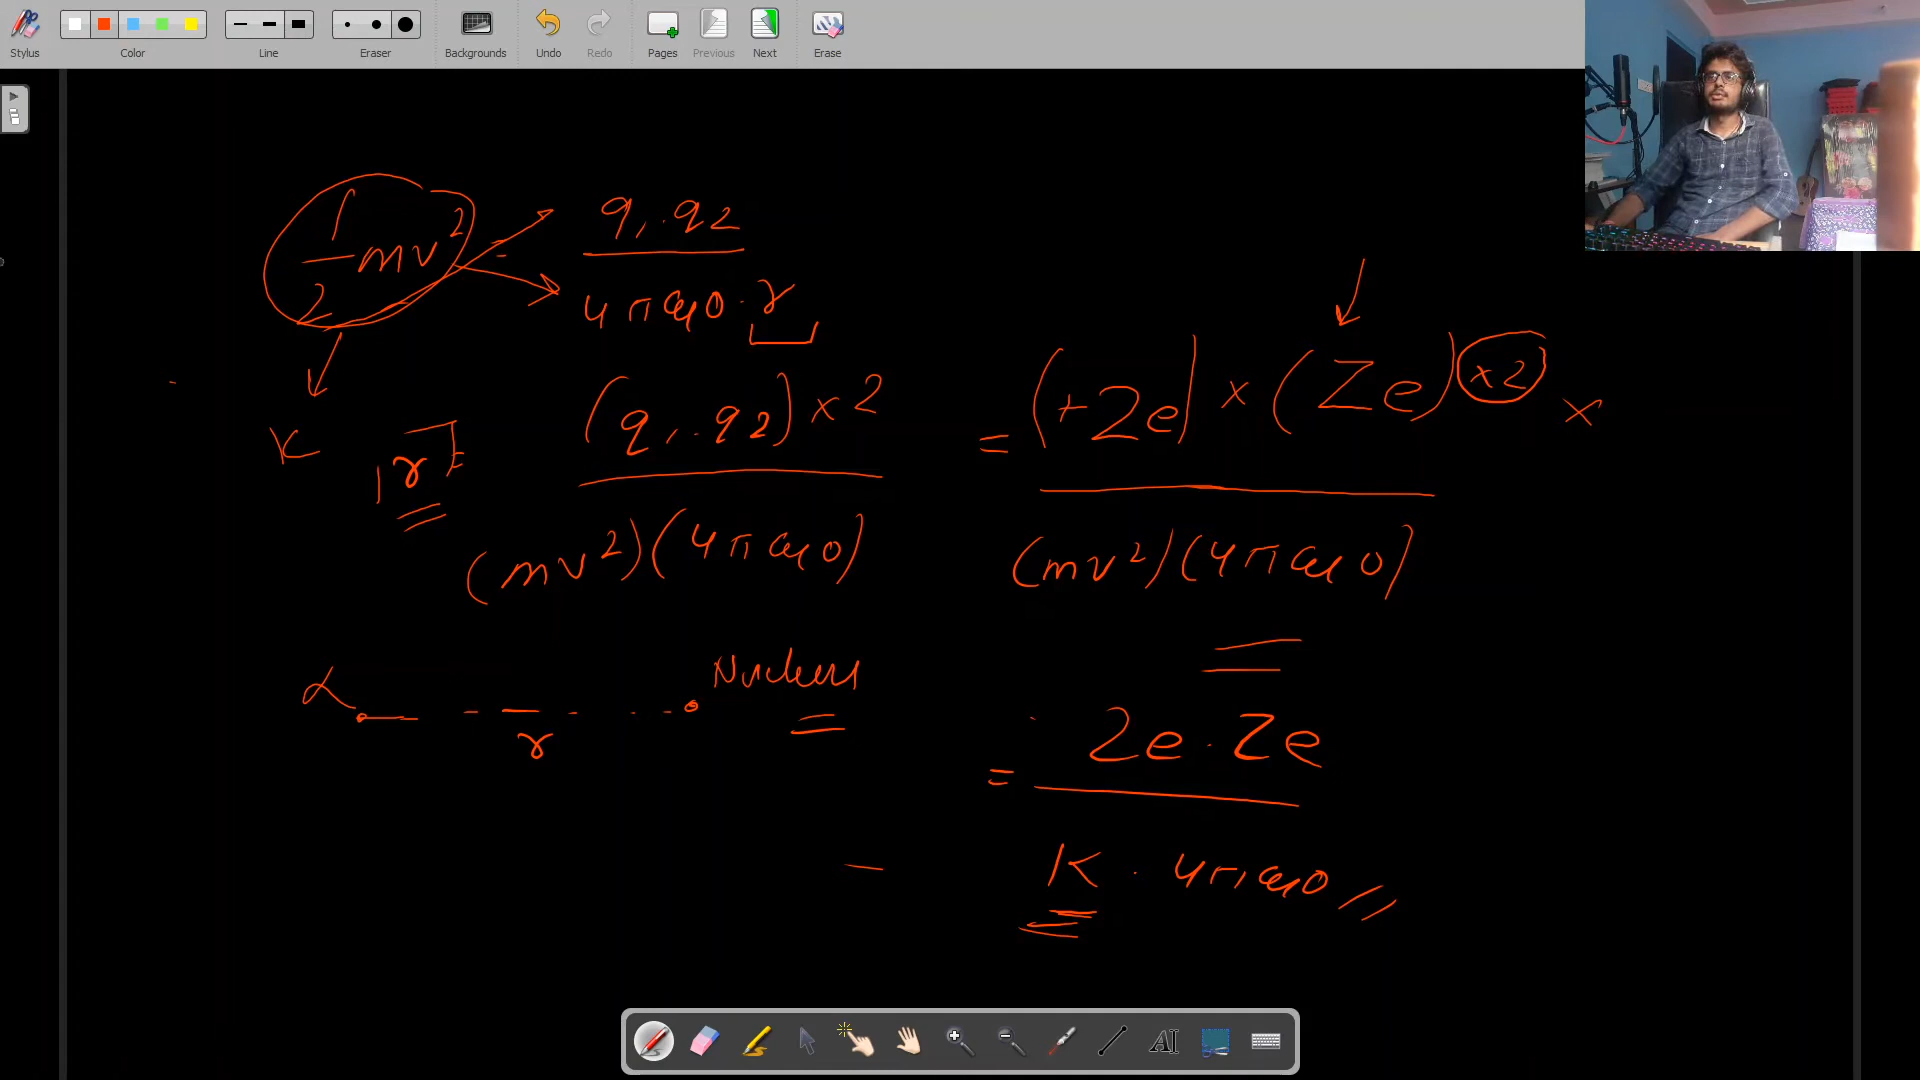 Stylus Color Line Eraser Backgrounds Undo Redo Pages Previous Next Erase
1/2 mv² = q₁.q₂ / 4πε0.r
K
r = (q₁.q₂)×2 / (mv²)(4πε0) = (+2e)×(Ze)×2 × / (mv²)(4πε0)
α Nucleus
r
= 2e.Ze / K.4πε0